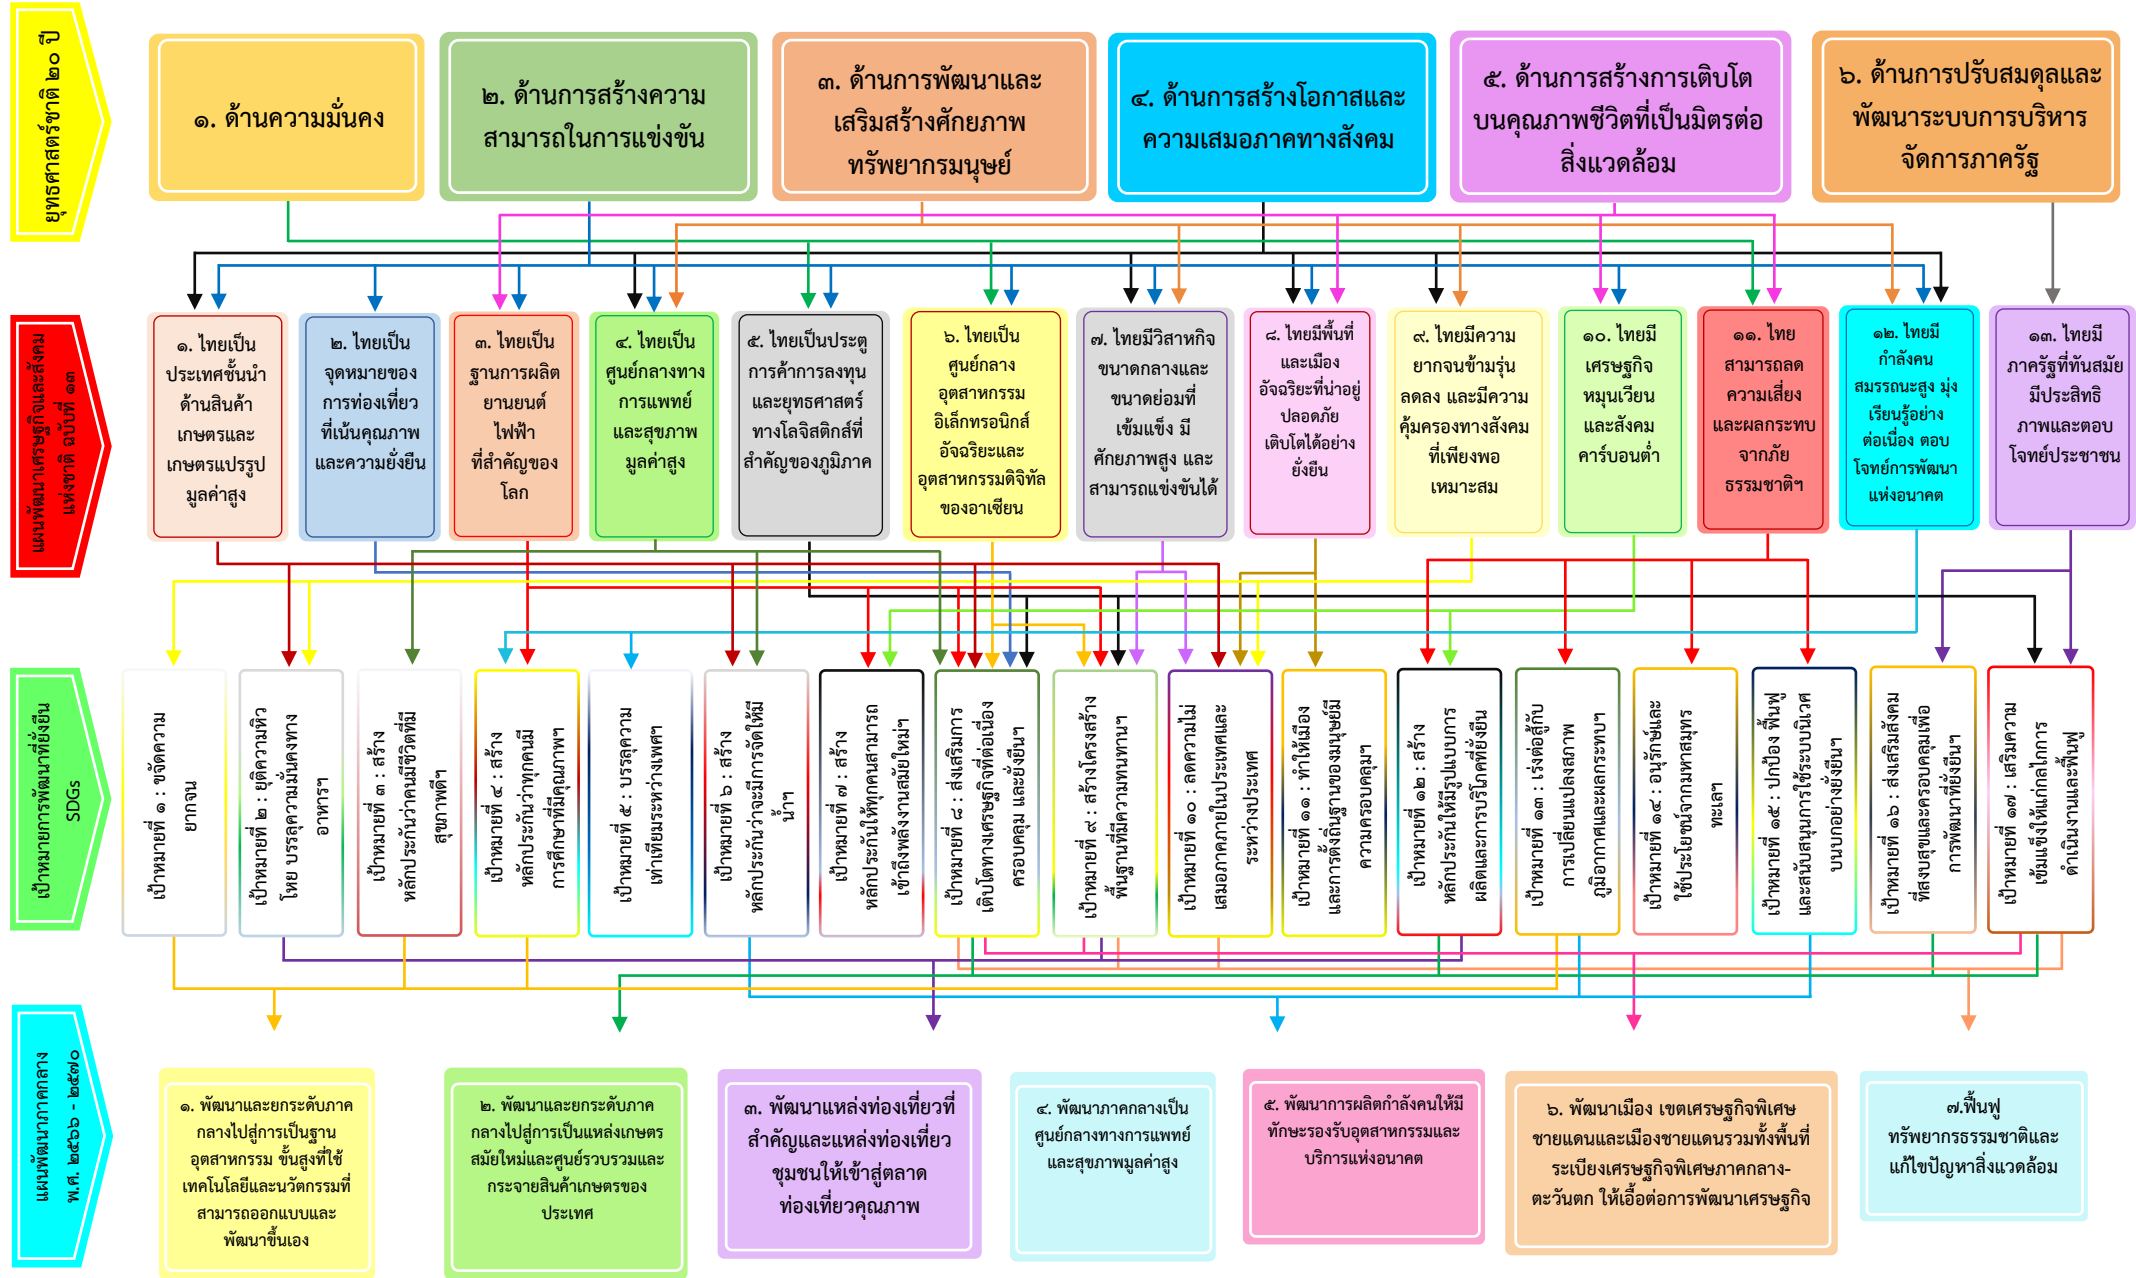 ยุทธศาสตร์ชาติ ๒๐ ปี
๑. ด้านความมั่นคง
๒. ด้านการสร้างความ
สามารถในการแข่งขัน
๓. ด้านการพัฒนาและ
เสริมสร้างศักยภาพ
ทรัพยากรมนุษย์
๔. ด้านการสร้างโอกาสและ
ความเสมอภาคทางสังคม
๕. ด้านการสร้างการเติบโต
บนคุณภาพชีวิตที่เป็นมิตรต่อ
สิ่งแวดล้อม
๖. ด้านการปรับสมดุลและ
พัฒนาระบบการบริหาร
จัดการภาครัฐ
แผนพัฒนาเศรษฐกิจและสังคม
แห่งชาติ ฉบับที่ ๑๓
๑. ไทยเป็น
ประเทศชั้นนำ
ด้านสินค้า
เกษตรและ
เกษตรแปรรูป
มูลค่าสูง
๒. ไทยเป็น
จุดหมายของ
การท่องเที่ยว
ที่เน้นคุณภาพ
และความยั่งยืน
๓. ไทยเป็น
ฐานการผลิต
ยานยนต์
ไฟฟ้า
ที่สำคัญของ
โลก
๔. ไทยเป็น
ศูนย์กลางทาง
การแพทย์
และสุขภาพ
มูลค่าสูง
๕. ไทยเป็นประตู
การค้าการลงทุน
และยุทธศาสตร์
ทางโลจิสติกส์ที่
สำคัญของภูมิภาค
๖. ไทยเป็น
ศูนย์กลาง
อุตสาหกรรม
อิเล็กทรอนิกส์
อัจฉริยะและ
อุตสาหกรรมดิจิทัล
ของอาเซียน
๗. ไทยมีวิสาหกิจ
ขนาดกลางและ
ขนาดย่อมที่
เข้มแข็ง มี
ศักยภาพสูง และ
สามารถแข่งขันได้
๘. ไทยมีพื้นที่
และเมือง
อัจฉริยะที่น่าอยู่
ปลอดภัย
เติบโตได้อย่าง
ยั่งยืน
๙. ไทยมีความ
ยากจนข้ามรุ่น
ลดลง และมีความ
คุ้มครองทางสังคม
ที่เพียงพอ
เหมาะสม
๑๐. ไทยมี
เศรษฐกิจ
หมุนเวียน
และสังคม
คาร์บอนต่ำ
๑๑. ไทย
สามารถลด
ความเสี่ยง
และผลกระทบ
จากภัย
ธรรมชาติฯ
๑๒. ไทยมี
กำลังคน
สมรรถนะสูง มุ่ง
เรียนรู้อย่าง
ต่อเนื่อง ตอบ
โจทย์การพัฒนา
แห่งอนาคต
๑๓. ไทยมี
ภาครัฐที่ทันสมัย
มีประสิทธิ
ภาพและตอบ
โจทย์ประชาชน
เป้าหมายการพัฒนาที่ยั่งยืน
SDGs
เป้าหมายที่ ๑ : ขจัดความ
ยากจน
เป้าหมายที่ ๒ : ยุติความหิว
โหย บรรลุความมั่นคงทาง
อาหารฯ
เป้าหมายที่ ๓ : สร้าง
หลักประกันว่าคนมีชีวิตที่มี
สุขภาพดีฯ
เป้าหมายที่ ๔ : สร้าง
หลักประกันว่าทุกคนมี
การศึกษาที่มีคุณภาพฯ
เป้าหมายที่ ๕ : บรรลุความ
เท่าเทียมระหว่างเพศฯ
เป้าหมายที่ ๖ : สร้าง
หลักประกันว่าจะมีการจัดให้มี
น้ำฯ
เป้าหมายที่ ๗ : สร้าง
หลักประกันให้ทุกคนสามารถ
เข้าถึงพลังงานสมัยใหม่ฯ
เป้าหมายที่ ๘ : ส่งเสริมการ
เติบโตทางเศรษฐกิจที่ต่อเนื่อง
ครอบคลุม และยั่งยืนฯ
เป้าหมายที่ ๙ : สร้างโครงสร้าง
พื้นฐานที่มีความทนทานฯ
เป้าหมายที่ ๑๐ : ลดความไม่
เสมอภาคภายในประเทศและ
ระหว่างประเทศ
เป้าหมายที่ ๑๑ : ทำให้เมือง
และการตั้งถิ่นฐานของมนุษย์มี
ความครอบคลุมฯ
เป้าหมายที่ ๑๒ : สร้าง
หลักประกันให้มีรูปแบบการ
ผลิตและการบริโภคที่ยั่งยืน
เป้าหมายที่ ๑๓ : เร่งต่อสู้กับ
การเปลี่ยนแปลงสภาพ
ภูมิอากาศและผลกระทบฯ
เป้าหมายที่ ๑๔ : อนุรักษ์และ
ใช้ประโยชน์จากมหาสมุทร
ทะเลฯ
เป้าหมายที่ ๑๕ : ปกป้อง ฟื้นฟู
และสนับสนุนการใช้ระบบนิเวศ
บนบกอย่างยั่งยืนฯ
เป้าหมายที่ ๑๖ : ส่งเสริมสังคม
ที่สงบสุขและครอบคลุมเพื่อ
การพัฒนาที่ยั่งยืนฯ
เป้าหมายที่ ๑๗ : เสริมความ
เข้มแข็งให้แก่กลไกการ
ดำเนินงานและฟื้นฟู
แผนพัฒนาภาคกลาง
พ.ศ. ๒๕๖๖ - ๒๕๗๐
๑. พัฒนาและยกระดับภาค
กลางไปสู่การเป็นฐาน
อุตสาหกรรม ขั้นสูงที่ใช้
เทคโนโลยีและนวัตกรรมที่
สามารถออกแบบและ
พัฒนาขึ้นเอง
๒. พัฒนาและยกระดับภาค
กลางไปสู่การเป็นแหล่งเกษตร
สมัยใหม่และศูนย์รวบรวมและ
กระจายสินค้าเกษตรของ
ประเทศ
๓. พัฒนาแหล่งท่องเที่ยวที่
สำคัญและแหล่งท่องเที่ยว
ชุมชนให้เข้าสู่ตลาด
ท่องเที่ยวคุณภาพ
๔. พัฒนาภาคกลางเป็น
ศูนย์กลางทางการแพทย์
และสุขภาพมูลค่าสูง
๕. พัฒนาการผลิตกำลังคนให้มี
ทักษะรองรับอุตสาหกรรมและ
บริการแห่งอนาคต
๖. พัฒนาเมือง เขตเศรษฐกิจพิเศษ
ชายแดนและเมืองชายแดนรวมทั้งพื้นที่
ระเบียงเศรษฐกิจพิเศษภาคกลาง-
ตะวันตก ให้เอื้อต่อการพัฒนาเศรษฐกิจ
๗.ฟื้นฟู
ทรัพยากรธรรมชาติและ
แก้ไขปัญหาสิ่งแวดล้อม